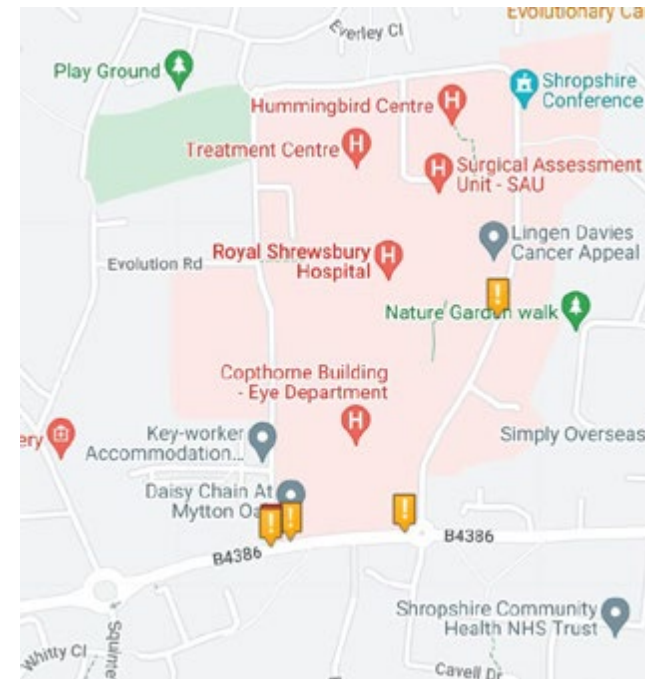 Evolutionary Ca
Everley Cl
Play Ground
Shropshire
Conference
Hummingbird Centre
H
Treatment Centre
H
H
Surgical Assessment
Unit - SAU
Lingen Davies
Cancer Appeal
Royal Shrewsbury
Hospital
H
Evolution Rd
!
Nature Garden walk
Copthorne Building
- Eye Department
H
ery
Key-worker
Accommodation...
Simply Overseas
Daisy Chain At
Mytton Oa
!
!
!
B4386
B4386
Shropshire Community
Health NHS Trust
Squinte
Whitty Cl
Cavell Dr